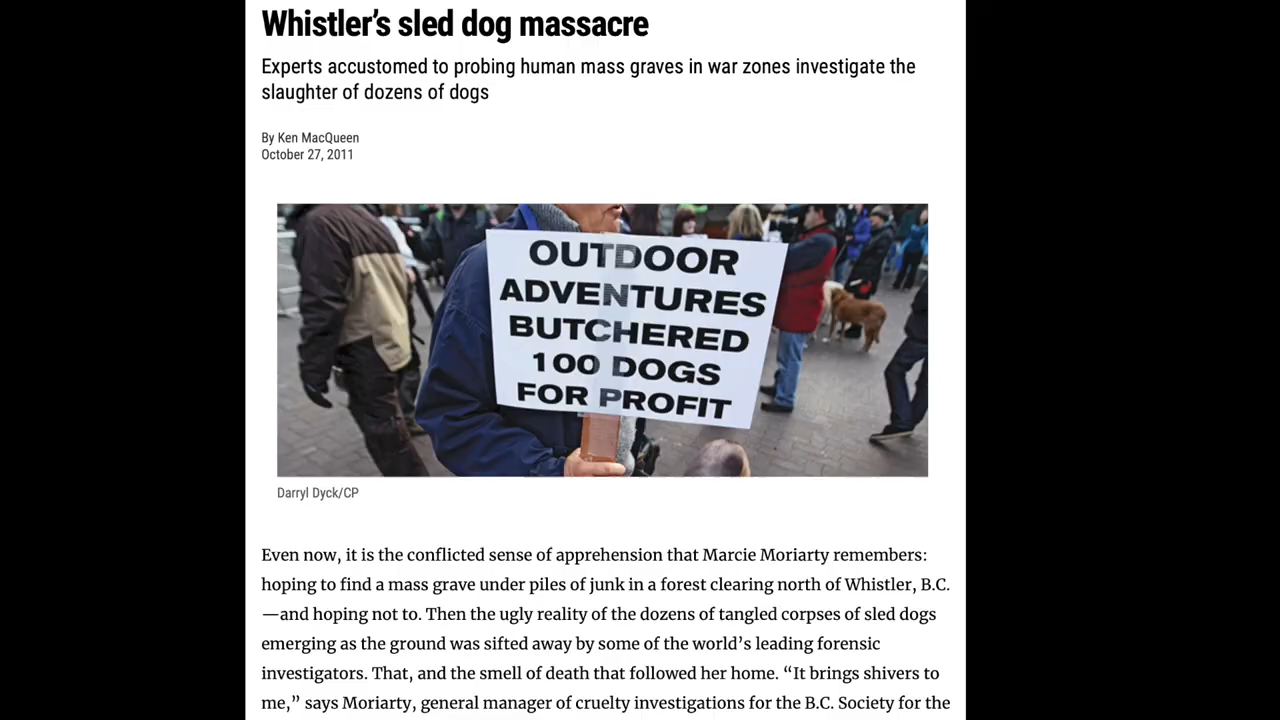 Whistler's sled dog massacre
Experts accustomed to probing human mass graves in war zones investigate the
slaughter of dozens of dogs
By Ken MacQueen
October 27, 2011
OUTDOOR
ADVENTURES
BUTCHERED
100 DOGS
FOR PROFIT
Darryl Dyck/CP
Even now, it is the conflicted sense of apprehension that Marcie Moriarty remembers:
hoping to find a mass grave under piles of junk in a forest clearing north of Whistler, B.C.
—and hoping not to. Then the ugly reality of the dozens of tangled corpses of sled dogs
emerging as the ground was sifted away by some of the world's leading forensic
investigators. That, and the smell of death that followed her home. “It brings shivers to
me,” says Moriarty, general manager of cruelty investigations for the B.C. Society for the